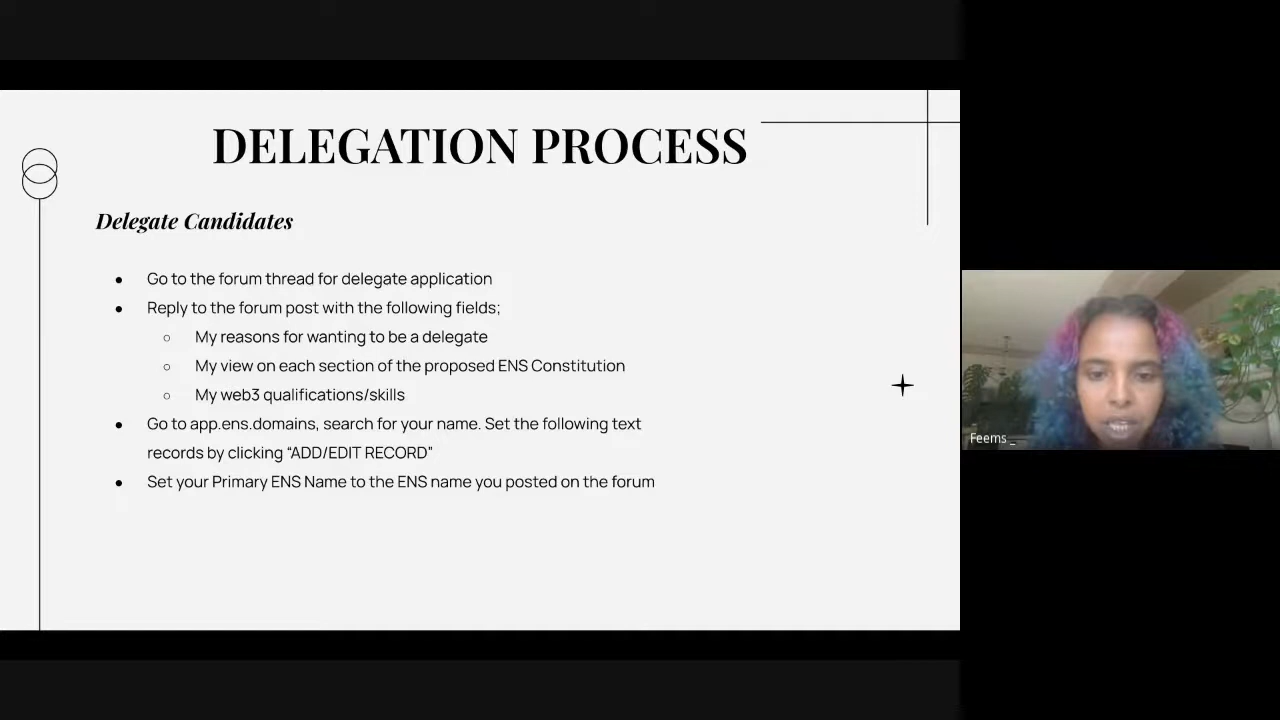 DELEGATION PROCESS
Delegate Candidates
● Go to the forum thread for delegate application
● Reply to the forum post with the following fields;
○ My reasons for wanting to be a delegate
○ My view on each section of the proposed ENS Constitution
○ My web3 qualifications/skills
● Go to app.ens.domains, search for your name. Set the following text
records by clicking “ADD/EDIT RECORD”
● Set your Primary ENS Name to the ENS name you posted on the forum
Feems _